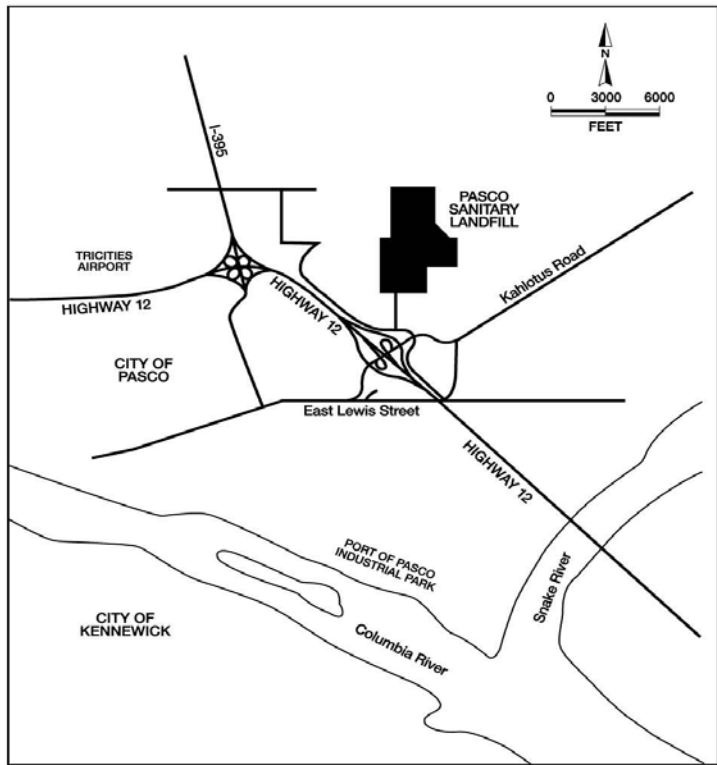 N
0 3000 6000
FEET
I-395
PASCO
SANITARY
LANDFILL
TRICITIES
AIRPORT
Kahlotus Road
HIGHWAY 12
HIGHWAY 12
CITY OF
PASCO
East Lewis Street
HIGHWAY 12
PORT OF PASCO
INDUSTRIAL PARK
Snake River
CITY OF
KENNEWICK
Columbia River